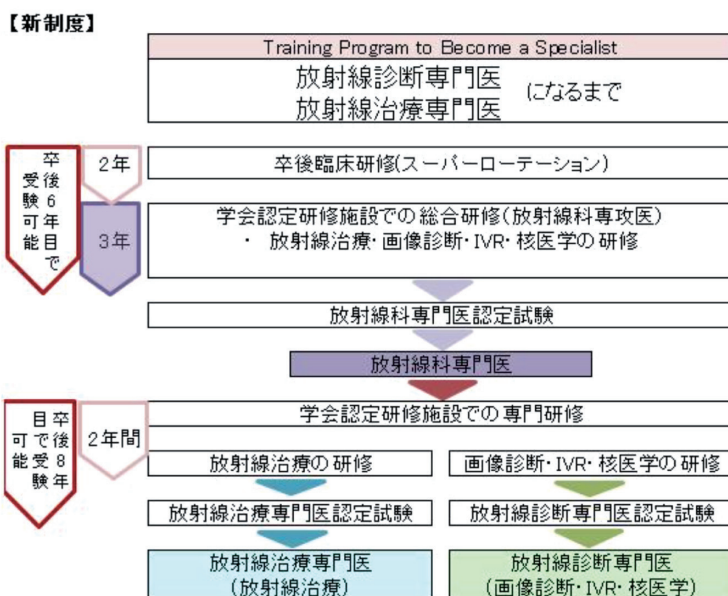 【新制度】
Training Program to Become a Specialist
放射線診断専門医
放射線治療専門医
になるまで
卒後6年目で
受験可能
2年
卒後臨床研修(スーパーローテーション)
3年
学会認定研修施設での総合研修(放射線科専攻医)
・ 放射線治療・画像診断・IVR・核医学の研修
放射線科専門医認定試験
放射線科専門医
卒後8年
目で受験
可能
2年間
学会認定研修施設での専門研修
放射線治療の研修
画像診断・IVR・核医学の研修
放射線治療専門医認定試験
放射線診断専門医認定試験
放射線治療専門医
(放射線治療)
放射線診断専門医
(画像診断・IVR・核医学)